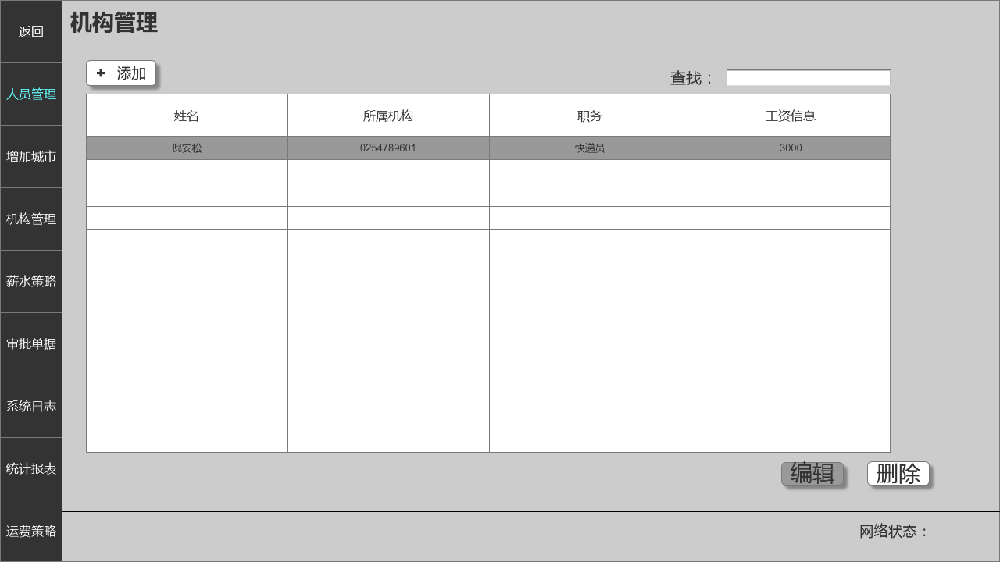 返回
人员管理
增加城市
机构管理
薪水策略
审批单据
系统日志
统计报表
运费策略
机构管理
+ 添加
查找：
姓名 所属机构 职务 工资信息
倪安松 0254789601 快递员 3000
编辑 删除
网络状态：